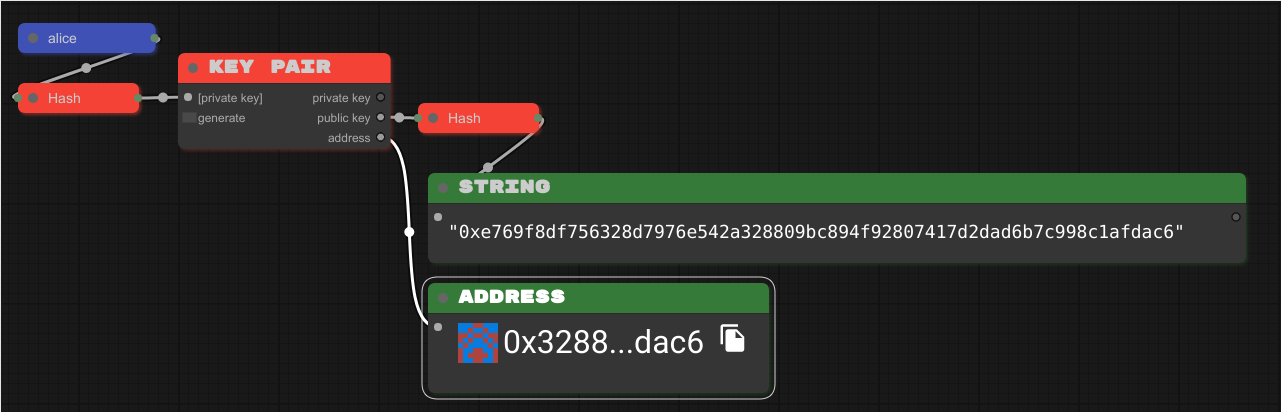 alice
Hash
KEY PAIR
[private key] private key
generate public key
address
Hash
STRING
"0xe769f8df756328d7976e542a328809bc894f92807417d2dad6b7c998c1afdac6"
ADDRESS
0x3288...dac6